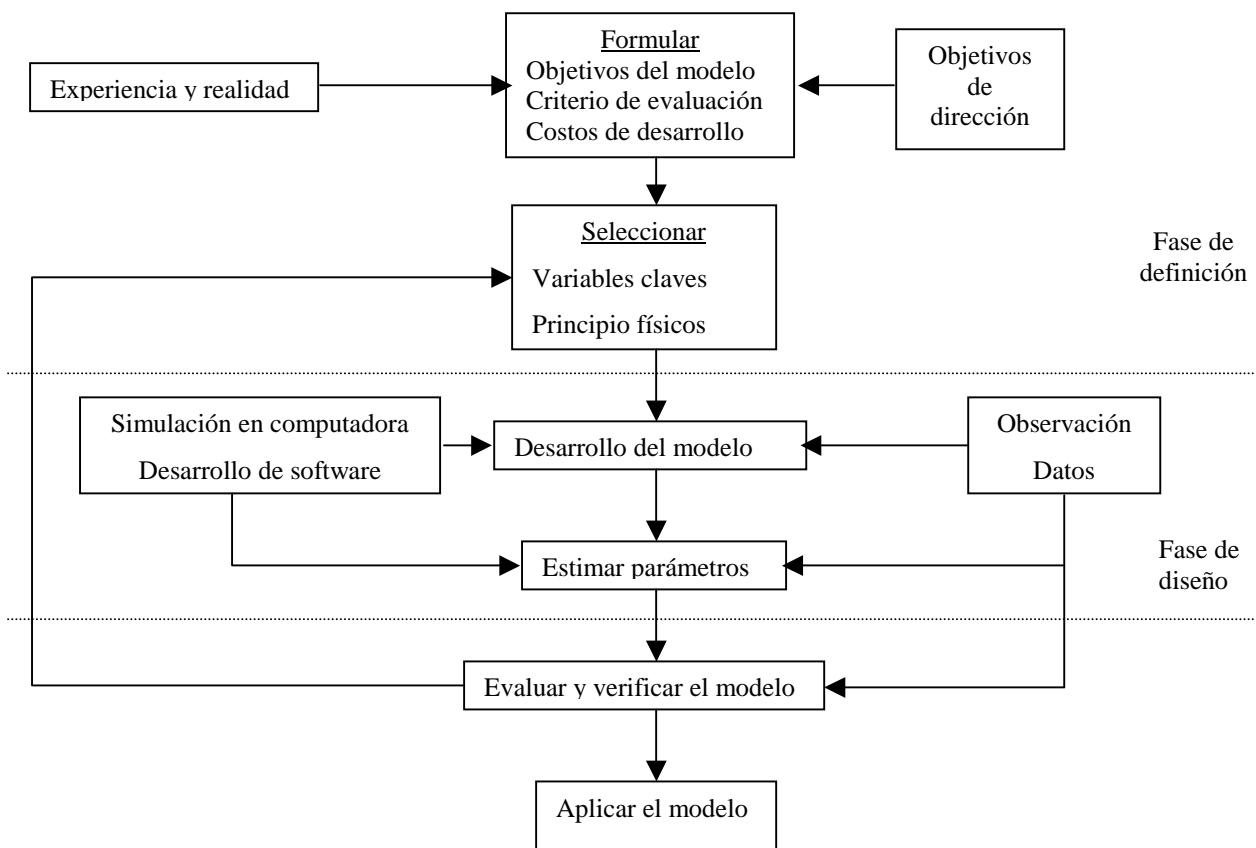 Formular
Objetivos del modelo
Criterio de evaluación
Costos de desarrollo
Experiencia y realidad
Objetivos
de
dirección
Seleccionar
Variables claves
Principio físicos
Fase de
definición
Simulación en computadora
Desarrollo de software
Desarrollo del modelo
Observación
Datos
Estimar parámetros
Fase de
diseño
Evaluar y verificar el modelo
Aplicar el modelo